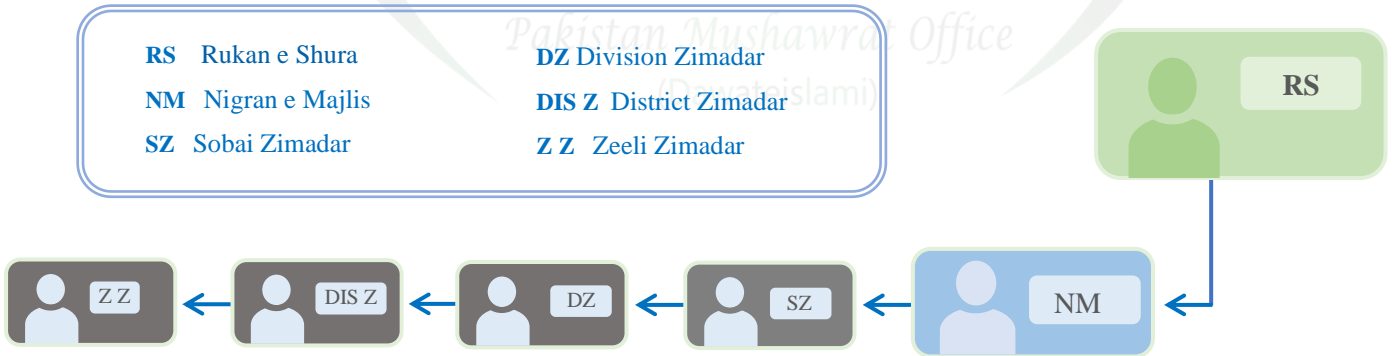 Pakistan Mushawrat Office
(Dawateislami)
RS Rukan e Shura
NM Nigran e Majlis
SZ Sobai Zimadar
DZ Division Zimadar
DIS Z District Zimadar
Z Z Zeeli Zimadar
RS
Z Z
DIS Z
DZ
SZ
NM